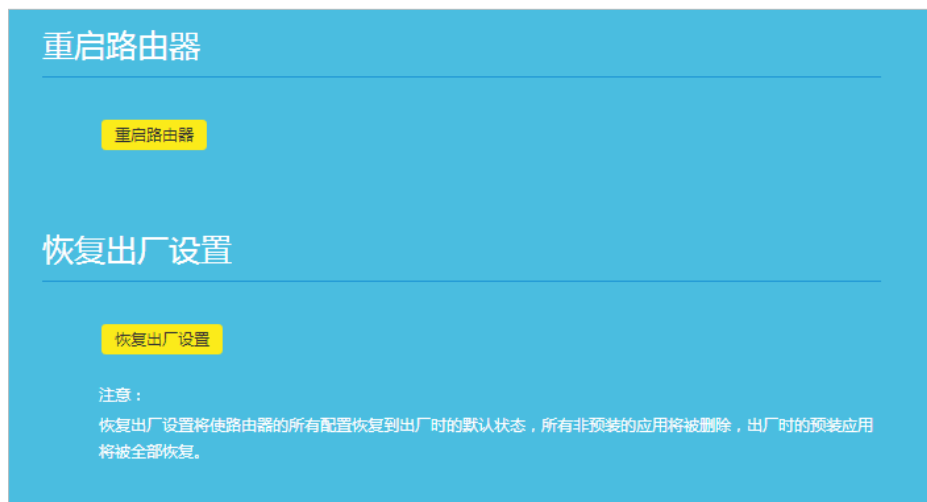 重启路由器
重启路由器
恢复出厂设置
恢复出厂设置
注意：
恢复出厂设置将使路由器的所有配置恢复到出厂时的默认状态，所有非预装的应用将被删除，出厂时的预装应用
将被全部恢复。